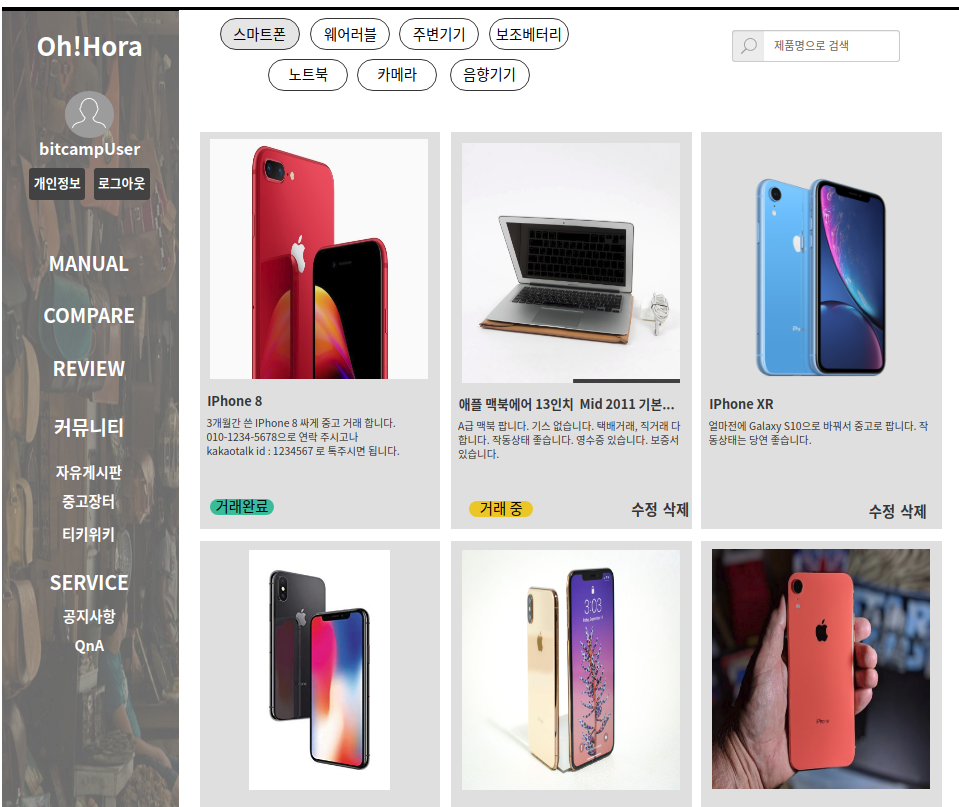 Oh!Hora
bitcampUser
개인정보 로그아웃
MANUAL
COMPARE
REVIEW
커뮤니티
자유게시판
중고장터
티키위키
SERVICE
공지사항
QnA
스마트폰 웨어러블 주변기기 보조베터리
노트북 카메라 음향기기
제품명으로 검색
IPhone 8
3개월간 쓴 IPhone 8 싸게 중고 거래 합니다.
010-1234-5678으로 연락 주시고나
kakaotalk id : 1234567 로 톡주시면 됩니다.
거래완료
애플 맥북에어 13인치 Mid 2011 기본...
A급 맥북 팝니다. 기스 없습니다. 택배거래, 직거래 다
합니다. 작동상태 좋습니다. 영수증 있습니다. 보증서
있습니다.
거래 중
수정 삭제
IPhone XR
얼마전에 Galaxy S10으로 바꿔서 중고로 팝니다. 작
동상태는 당연 좋습니다.
수정 삭제
3:03
iPhone